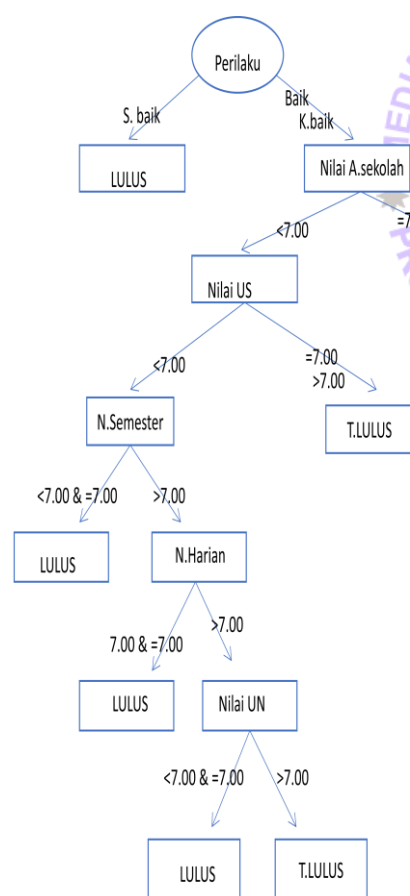 Perilaku
S. baik
Baik
K.baik
LULUS
Nilai A.sekolah
<7.00
=7
Nilai US
<7.00
=7.00
>7.00
N.Semester
T.LULUS
<7.00 & =7.00
>7.00
LULUS
N.Harian
7.00 & =7.00
>7.00
LULUS
Nilai UN
<7.00 & =7.00
>7.00
LULUS
T.LULUS